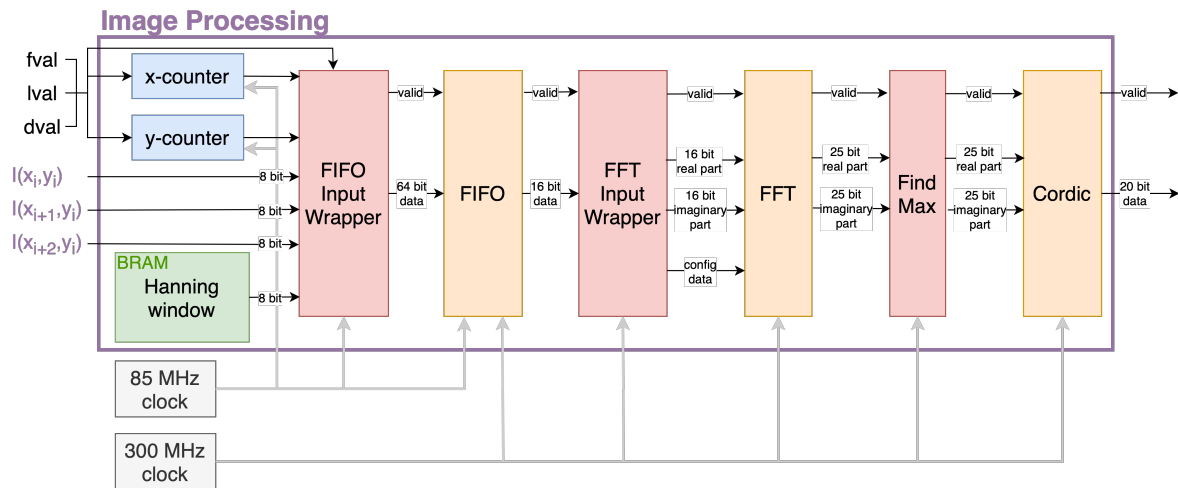 Image Processing
fval
lval
dval
x-counter
y-counter
I(xi,yi)
I(xi+1,yi)
I(xi+2,yi)
8 bit
8 bit
8 bit
8 bit
BRAM
Hanning
window
FIFO
Input
Wrapper
valid
64 bit
data
FIFO
valid
16 bit
data
FFT
Input
Wrapper
valid
16 bit
real part
16 bit
imaginary
part
config
data
FFT
valid
25 bit
real part
25 bit
imaginary
part
Find
Max
valid
25 bit
real part
25 bit
imaginary
part
Cordic
valid
20 bit
data
85 MHz
clock
300 MHz
clock